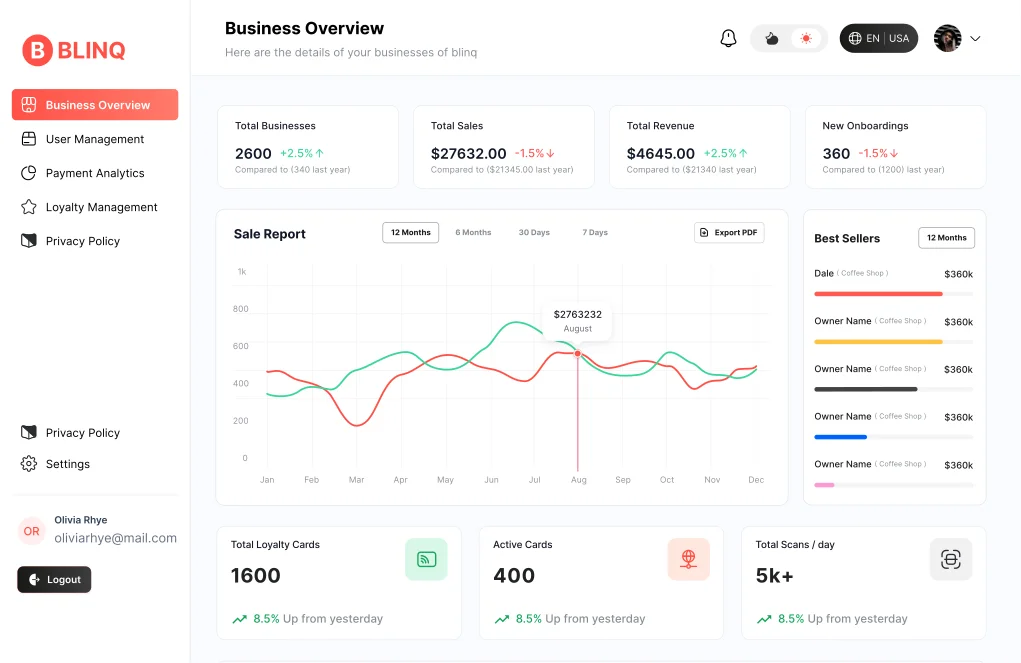 BLINQ
Business Overview
User Management
Payment Analytics
Loyalty Management
Privacy Policy
Privacy Policy
Settings
OR
Olivia Rhye
oliviarhye@mail.com
Logout
Business Overview
Here are the details of your businesses of blinq
EN | USA
Total Businesses
2600 +2.5%↑
Compared to (340 last year)
Total Sales
$27632.00 -1.5%↓
Compared to ($21345.00 last year)
Total Revenue
$4645.00 +2.5%↑
Compared to ($21340 last year)
New Onboardings
360 -1.5%↓
Compared to (1200) last year)
Sale Report
12 Months 6 Months 30 Days 7 Days
Export PDF
1k
800
600
400
200
0
$2763232
August
Jan Feb Mar Apr May Jun Jul Aug Sep Oct Nov Dec
Best Sellers
12 Months
Dale ( Coffee Shop ) $360k
Owner Name ( Coffee Shop ) $360k
Owner Name ( Coffee Shop ) $360k
Owner Name ( Coffee Shop ) $360k
Owner Name ( Coffee Shop ) $360k
Total Loyalty Cards
1600
8.5% Up from yesterday
Active Cards
400
8.5% Up from yesterday
Total Scans / day
5k+
8.5% Up from yesterday